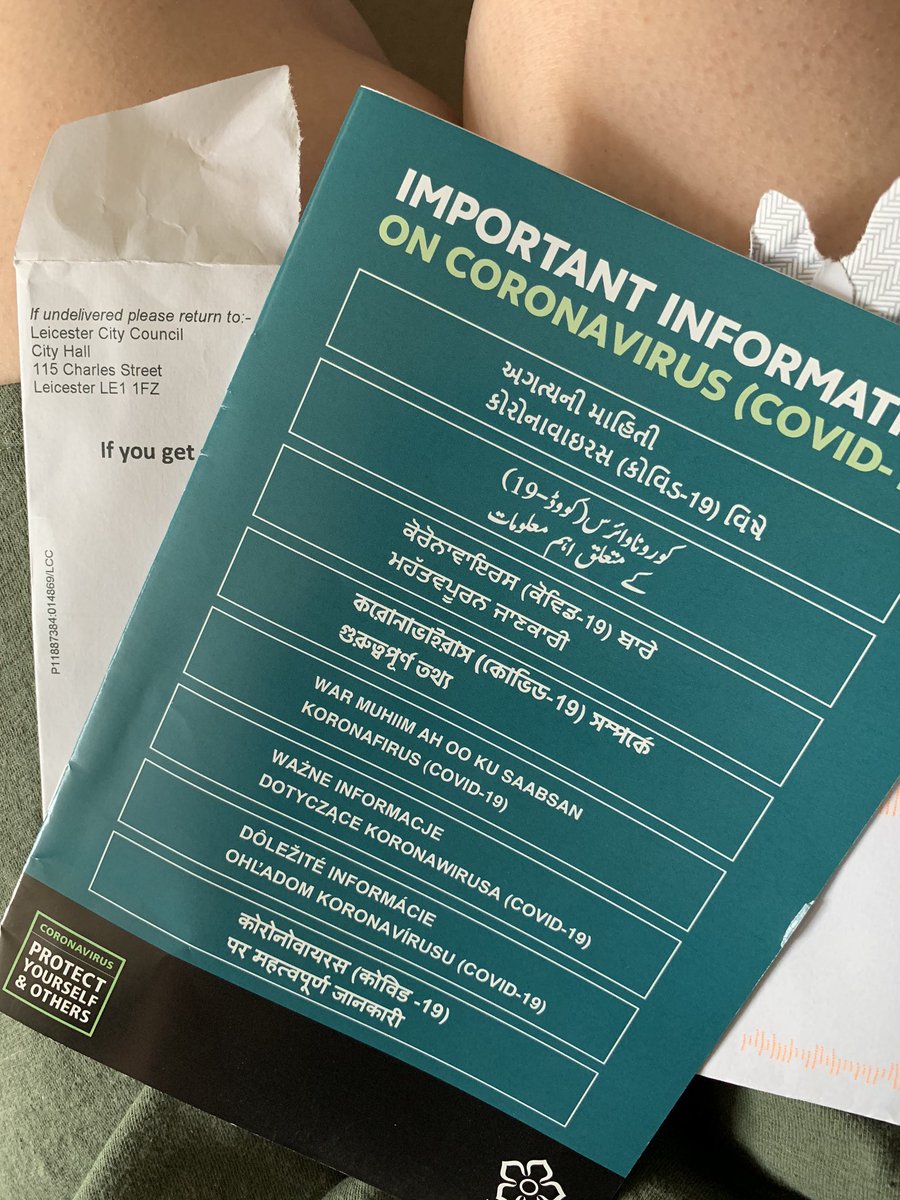 If undelivered please return to:-
Leicester City Council
City Hall
115 Charles Street
Leicester LE1 1FZ
If you get
P11887384.014869/LCC
IMPORTANT INFORMATI
ON CORONAVIRUS (COVID-
અગત્યની માહિતી
કોરોનાવાઇરસ (કોવિડ-19) વિષે
کوروناوائرس (کووڈ-19)
کے متعلق اہم معلومات
ਕੋਰੋਨਾਵਾਇਰਸ (ਕੋਵਿਡ-19) ਬਾਰੇ
ਮਹੱਤਵਪੂਰਨ ਜਾਣਕਾਰੀ
করোনাভাইরাস (কোভিড-19) সম্পর্কে
গুরুত্বপূর্ণ তথ্য
WAR MUHIIM AH OO KU SAABSAN
KORONAFIRUS (COVID-19)
WAŻNE INFORMACJE
DOTYCZĄCE KORONAWIRUSA (COVID-19)
DÔLEŽITÉ INFORMÁCIE
OHĽADOM KORONAVÍRUSU (COVID-19)
कोरोनोवायरस (कोविड -19)
पर महत्वपूर्ण जानकारी
CORONAVIRUS
PROTECT
YOURSELF
& OTHERS